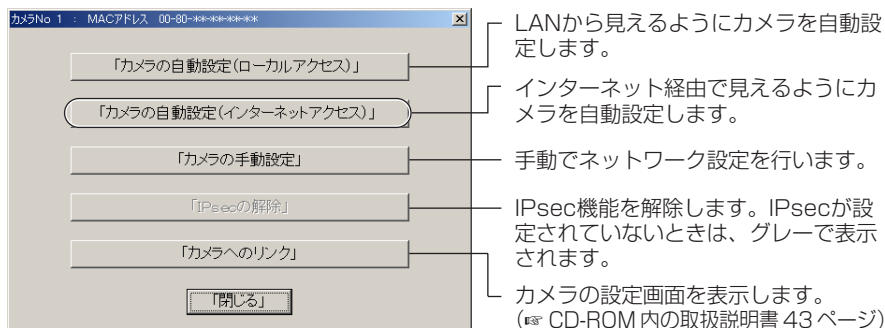 カメラNo 1 : MACアドレス 00-80-**-**-**-**
「カメラの自動設定(ローカルアクセス)」
LANから見えるようにカメラを自動設
定します。
「カメラの自動設定(インターネットアクセス)」
インターネット経由で見えるようにカ
メラを自動設定します。
「カメラの手動設定」
手動でネットワーク設定を行います。
「IPsecの解除」
IPsec機能を解除します。IPsecが設
定されていないときは、グレーで表示
されます。
「カメラへのリンク」
カメラの設定画面を表示します。
(☞ CD-ROM内の取扱説明書 43 ページ)
「閉じる」